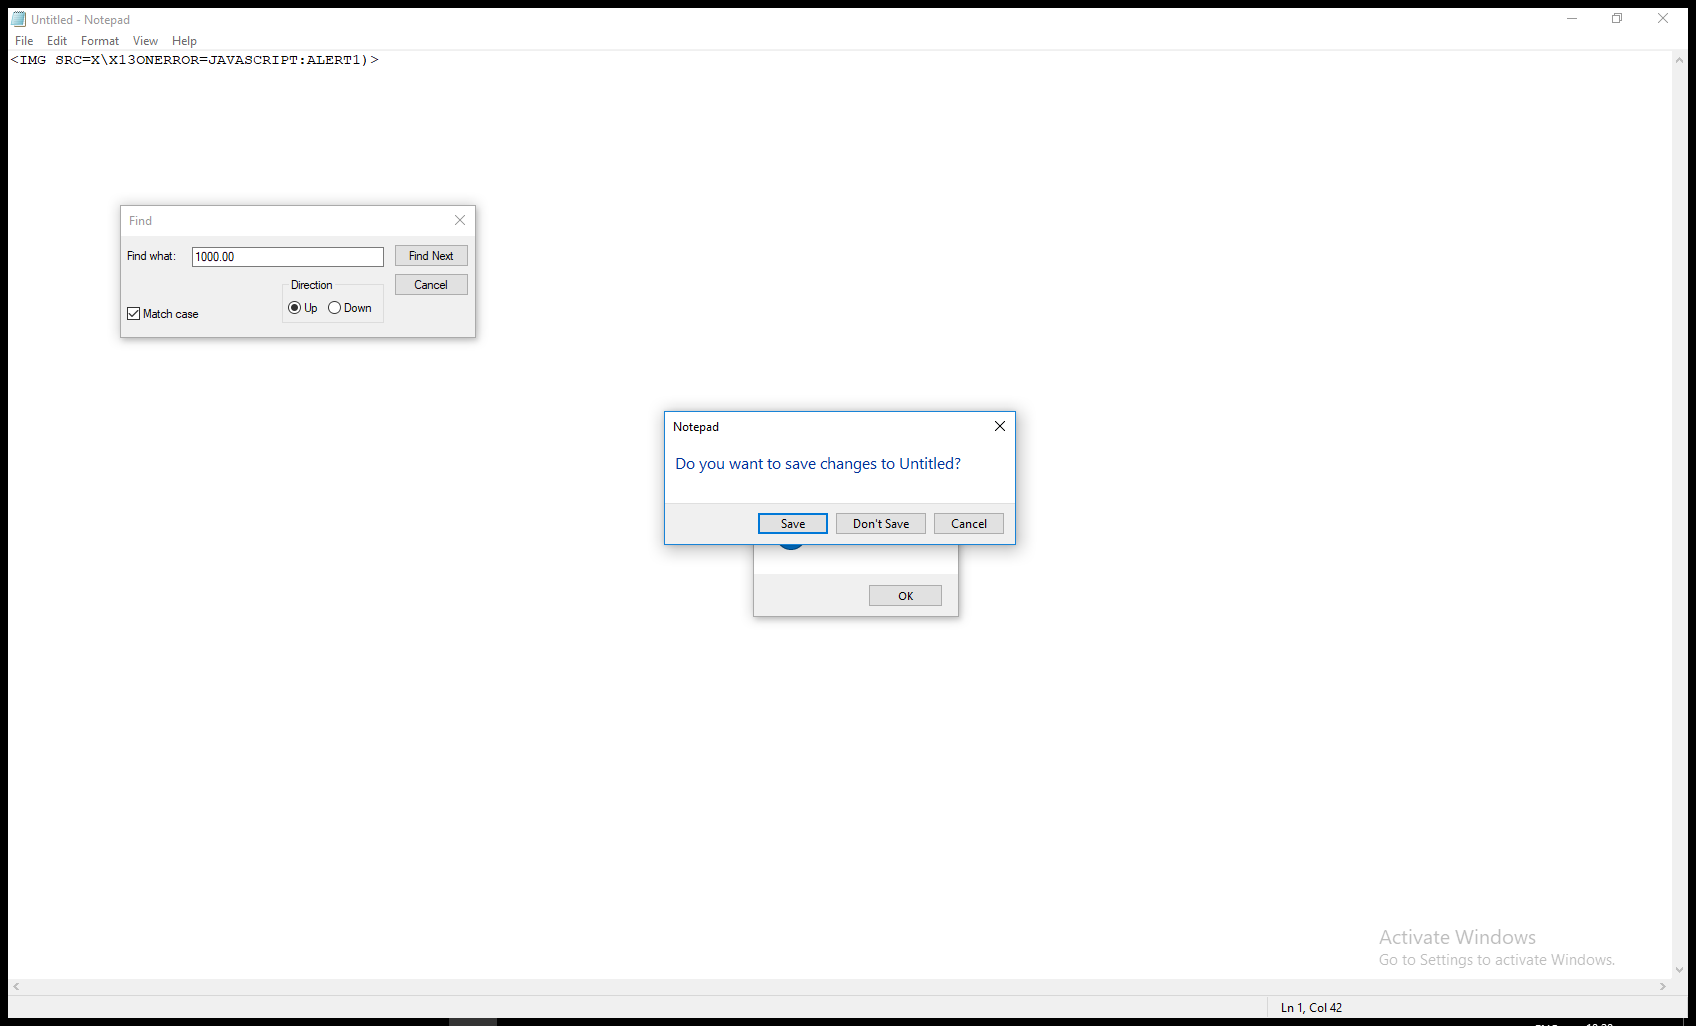 Untitled - Notepad
File Edit Format View Help
<IMG SRC=X\X13ONERROR=JAVASCRIPT:ALERT1)>
Find
Find what: 1000.00 Find Next
Direction Cancel
Up Down
Match case
Notepad
Do you want to save changes to Untitled?
Save Don't Save Cancel
OK
Activate Windows
Go to Settings to activate Windows.
Ln 1, Col 42